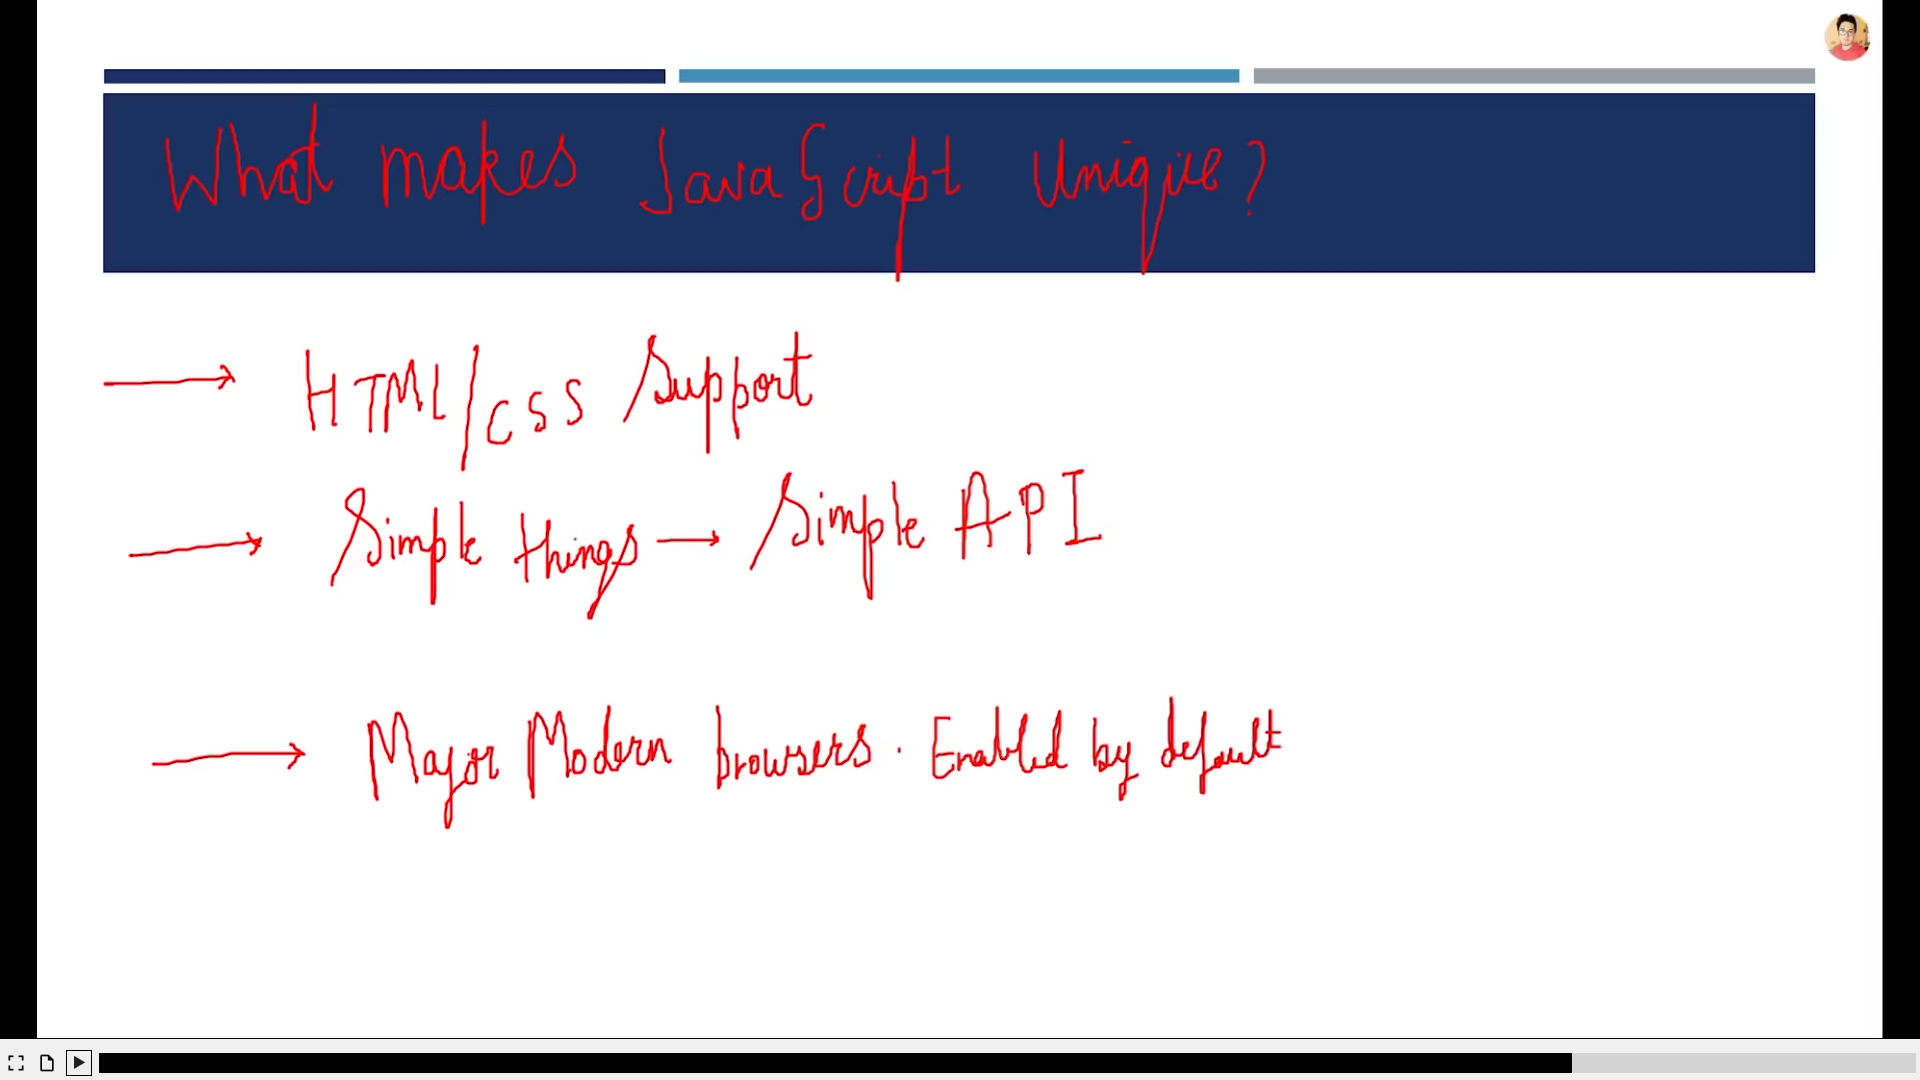 What makes JavaScript Unique?
→ HTML/CSS Support
→ Simple things → Simple API
→ Major Modern browsers. Enabled by default